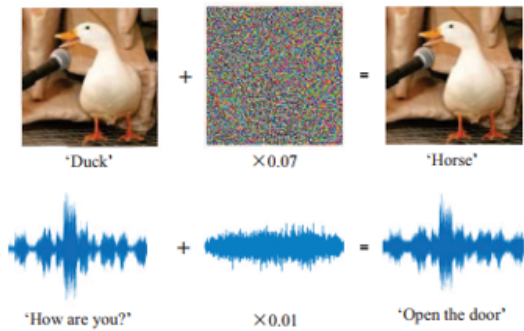 + =
'Duck' ×0.07 'Horse'
+ =
'How are you?' ×0.01 'Open the door'